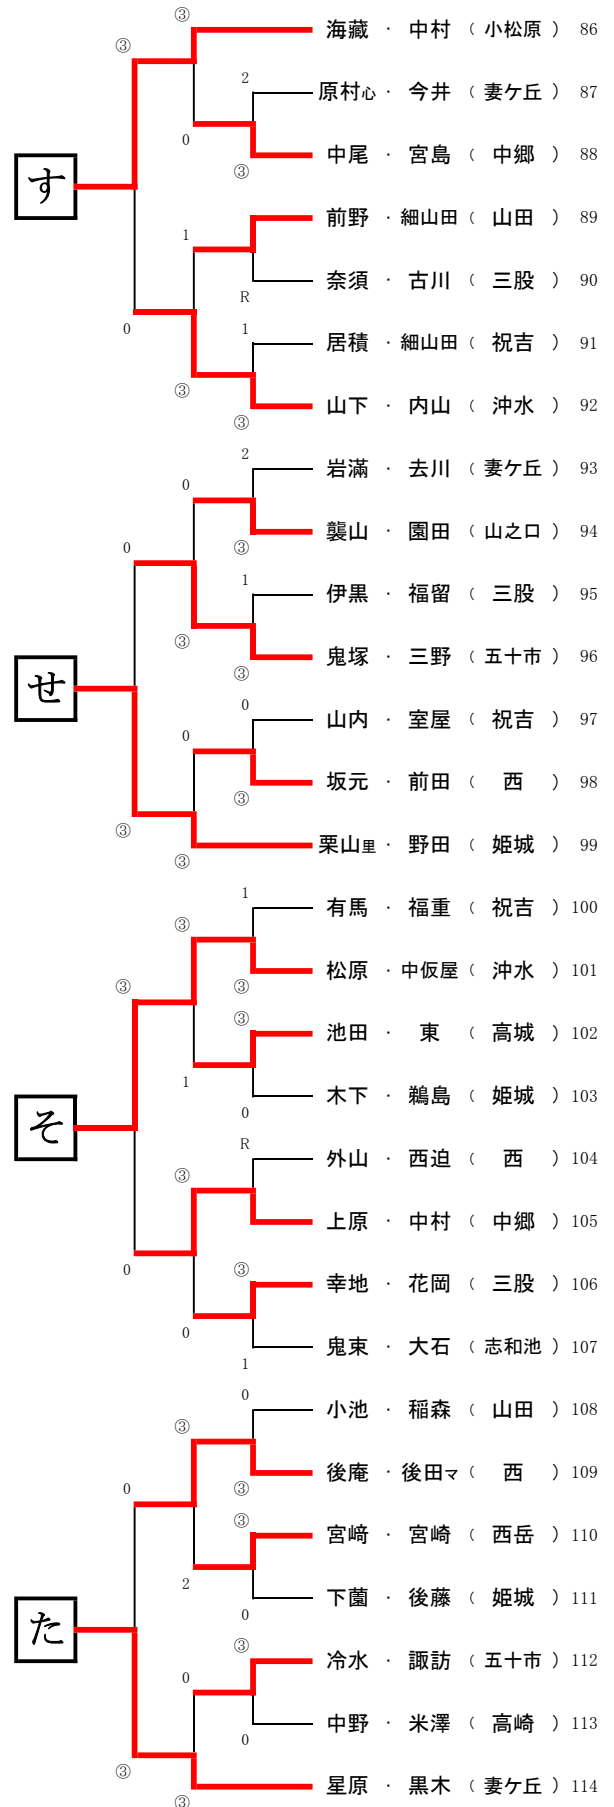 ③
海藏 ・ 中村 （ 小松原 ） 86
③
2
原村心 ・ 今井 （ 妻ケ丘 ） 87
0
中尾 ・ 宮島 （ 中郷 ） 88
③
す
前野 ・ 細山田 （ 山田 ） 89
1
奈須 ・ 古川 （ 三股 ） 90
R
0
1
居積 ・ 細山田 （ 祝吉 ） 91
③
山下 ・ 内山 （ 沖水 ） 92
③
2
岩満 ・ 去川 （ 妻ケ丘 ） 93
0
襲山 ・ 園田 （ 山之口 ） 94
0
③
1
伊黒 ・ 福留 （ 三股 ） 95
③
鬼塚 ・ 三野 （ 五十市 ） 96
③
せ
0
山内 ・ 室屋 （ 祝吉 ） 97
0
坂元 ・ 前田 （ 西 ） 98
③
③
栗山里 ・ 野田 （ 姫城 ） 99
③
1
有馬 ・ 福重 （ 祝吉 ） 100
③
松原 ・ 中仮屋 （ 沖水 ） 101
③
③
③
池田 ・ 東 （ 高城 ） 102
1
木下 ・ 鵜島 （ 姫城 ） 103
0
そ
R
外山 ・ 西迫 （ 西 ） 104
③
上原 ・ 中村 （ 中郷 ） 105
0
③
幸地 ・ 花岡 （ 三股 ） 106
0
鬼束 ・ 大石 （ 志和池 ） 107
1
0
小池 ・ 稲森 （ 山田 ） 108
③
後庵 ・ 後田マ （ 西 ） 109
0
③
③
宮﨑 ・ 宮崎 （ 西岳 ） 110
2
下薗 ・ 後藤 （ 姫城 ） 111
0
た
③
冷水 ・ 諏訪 （ 五十市 ） 112
0
中野 ・ 米澤 （ 高崎 ） 113
0
③
星原 ・ 黒木 （ 妻ケ丘 ） 114
③